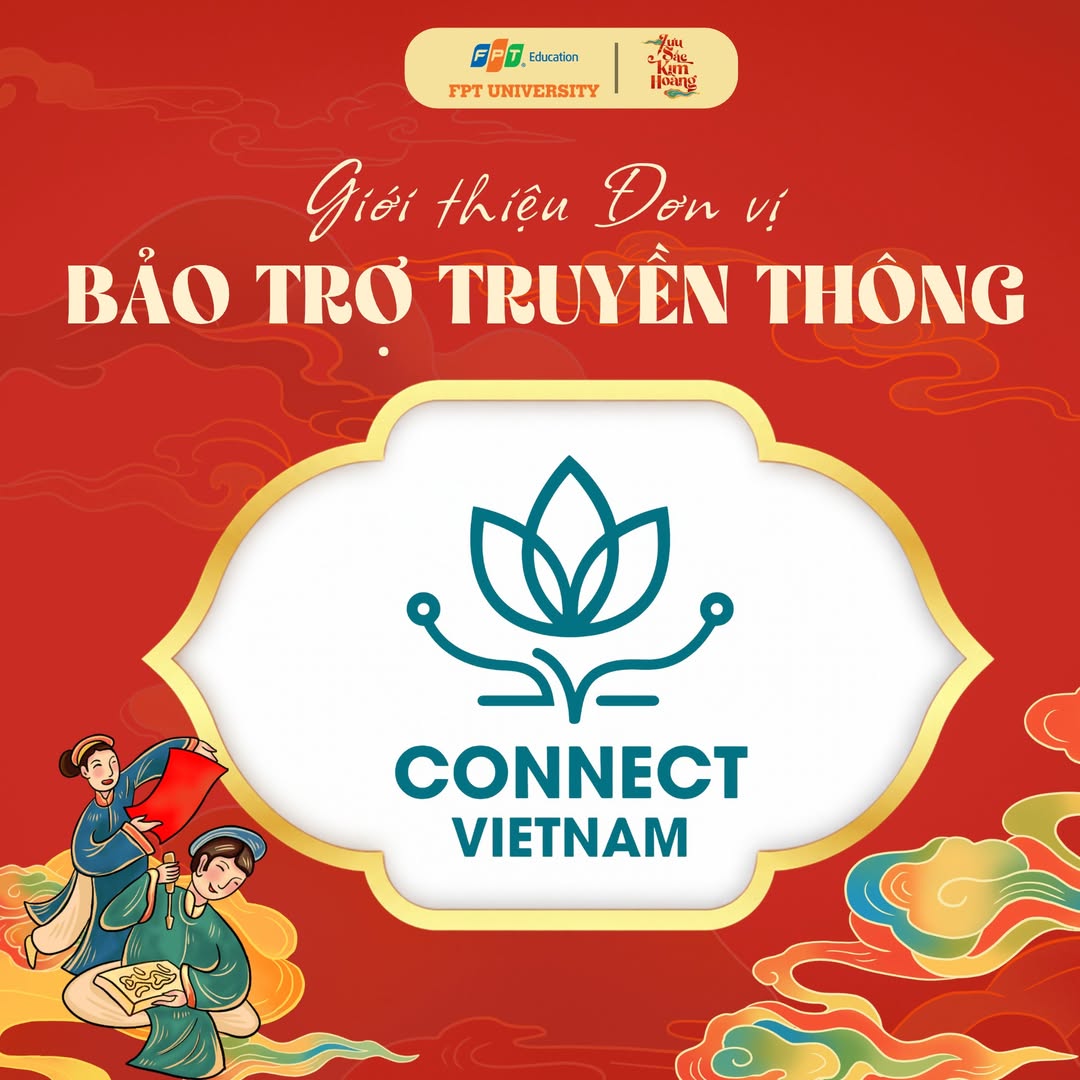 FPT Education
FPT UNIVERSITY
Lưu
Sắc
Kim
Hoàng
Giới thiệu Đơn vị
BẢO TRỢ TRUYỀN THÔNG
CONNECT
VIETNAM